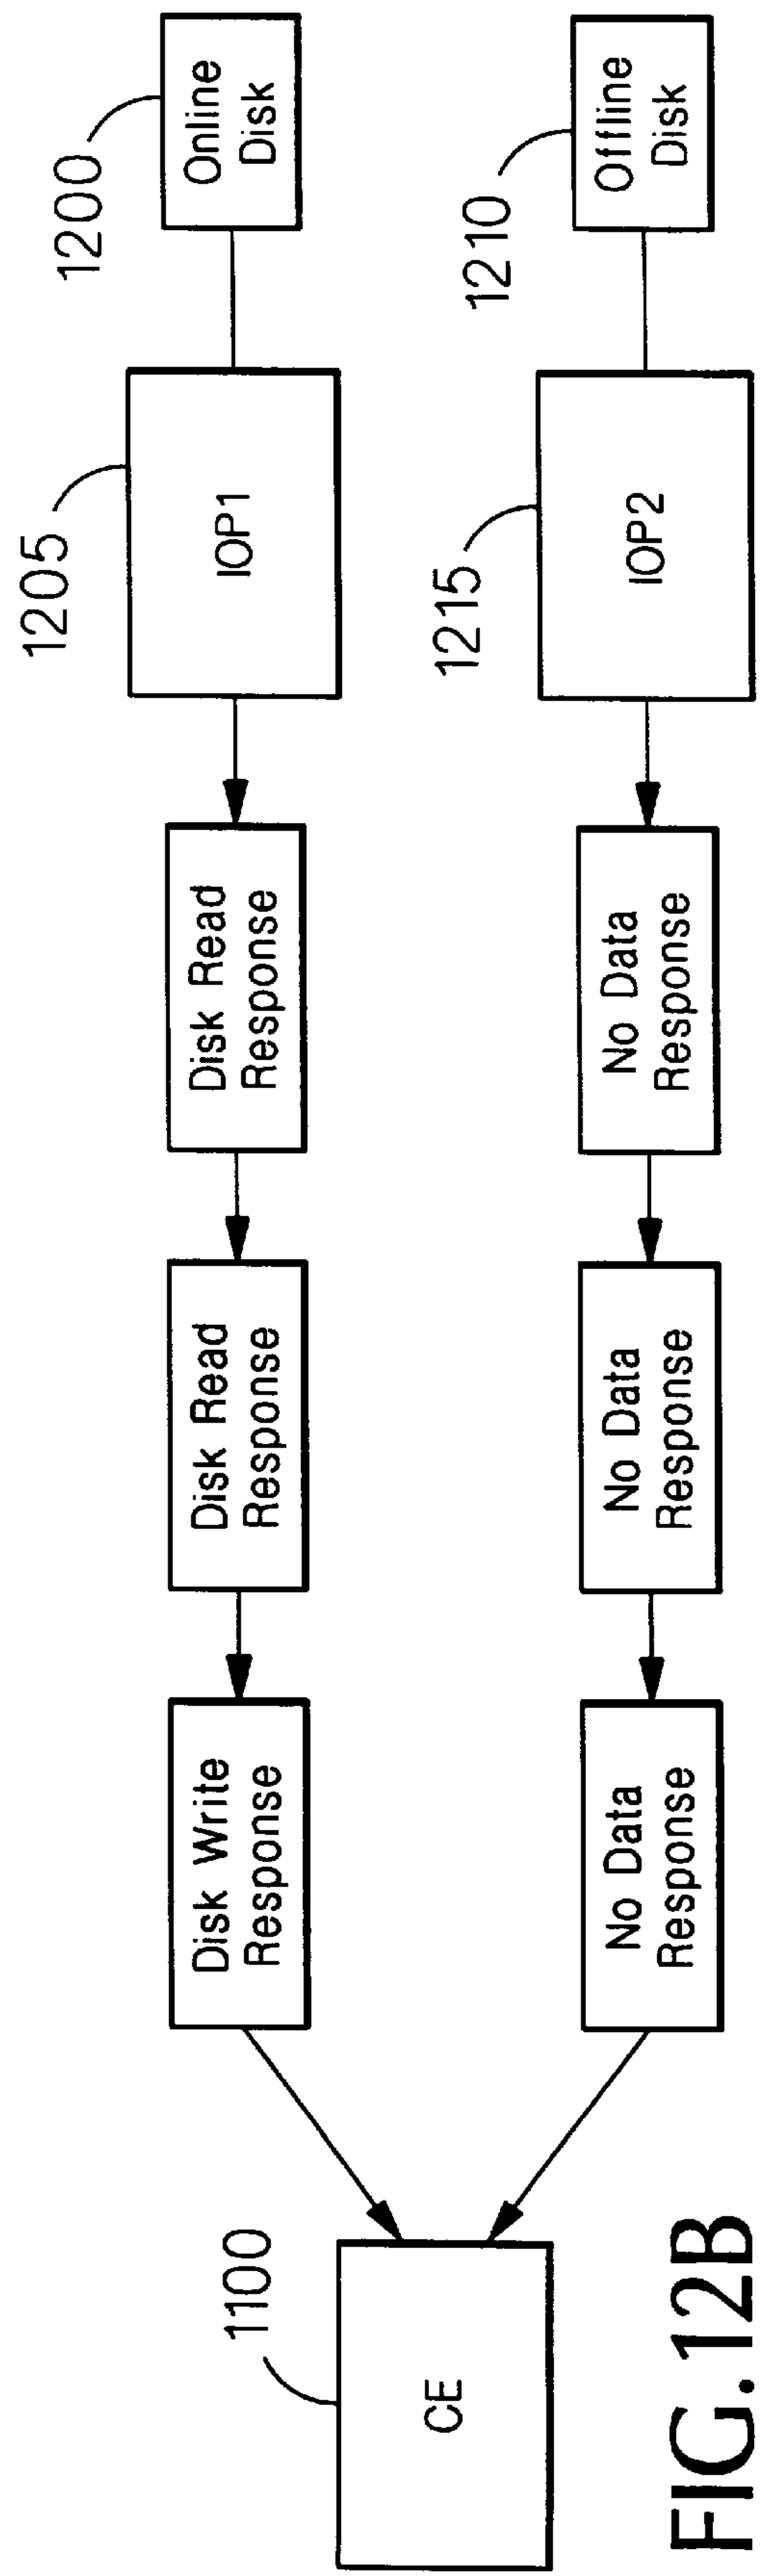 1100
CE
Disk Write
Response
Disk Read
Response
Disk Read
Response
1205
IOP1
1200
Online
Disk
No Data
Response
No Data
Response
No Data
Response
1215
IOP2
1210
Offline
Disk
FIG. 12B